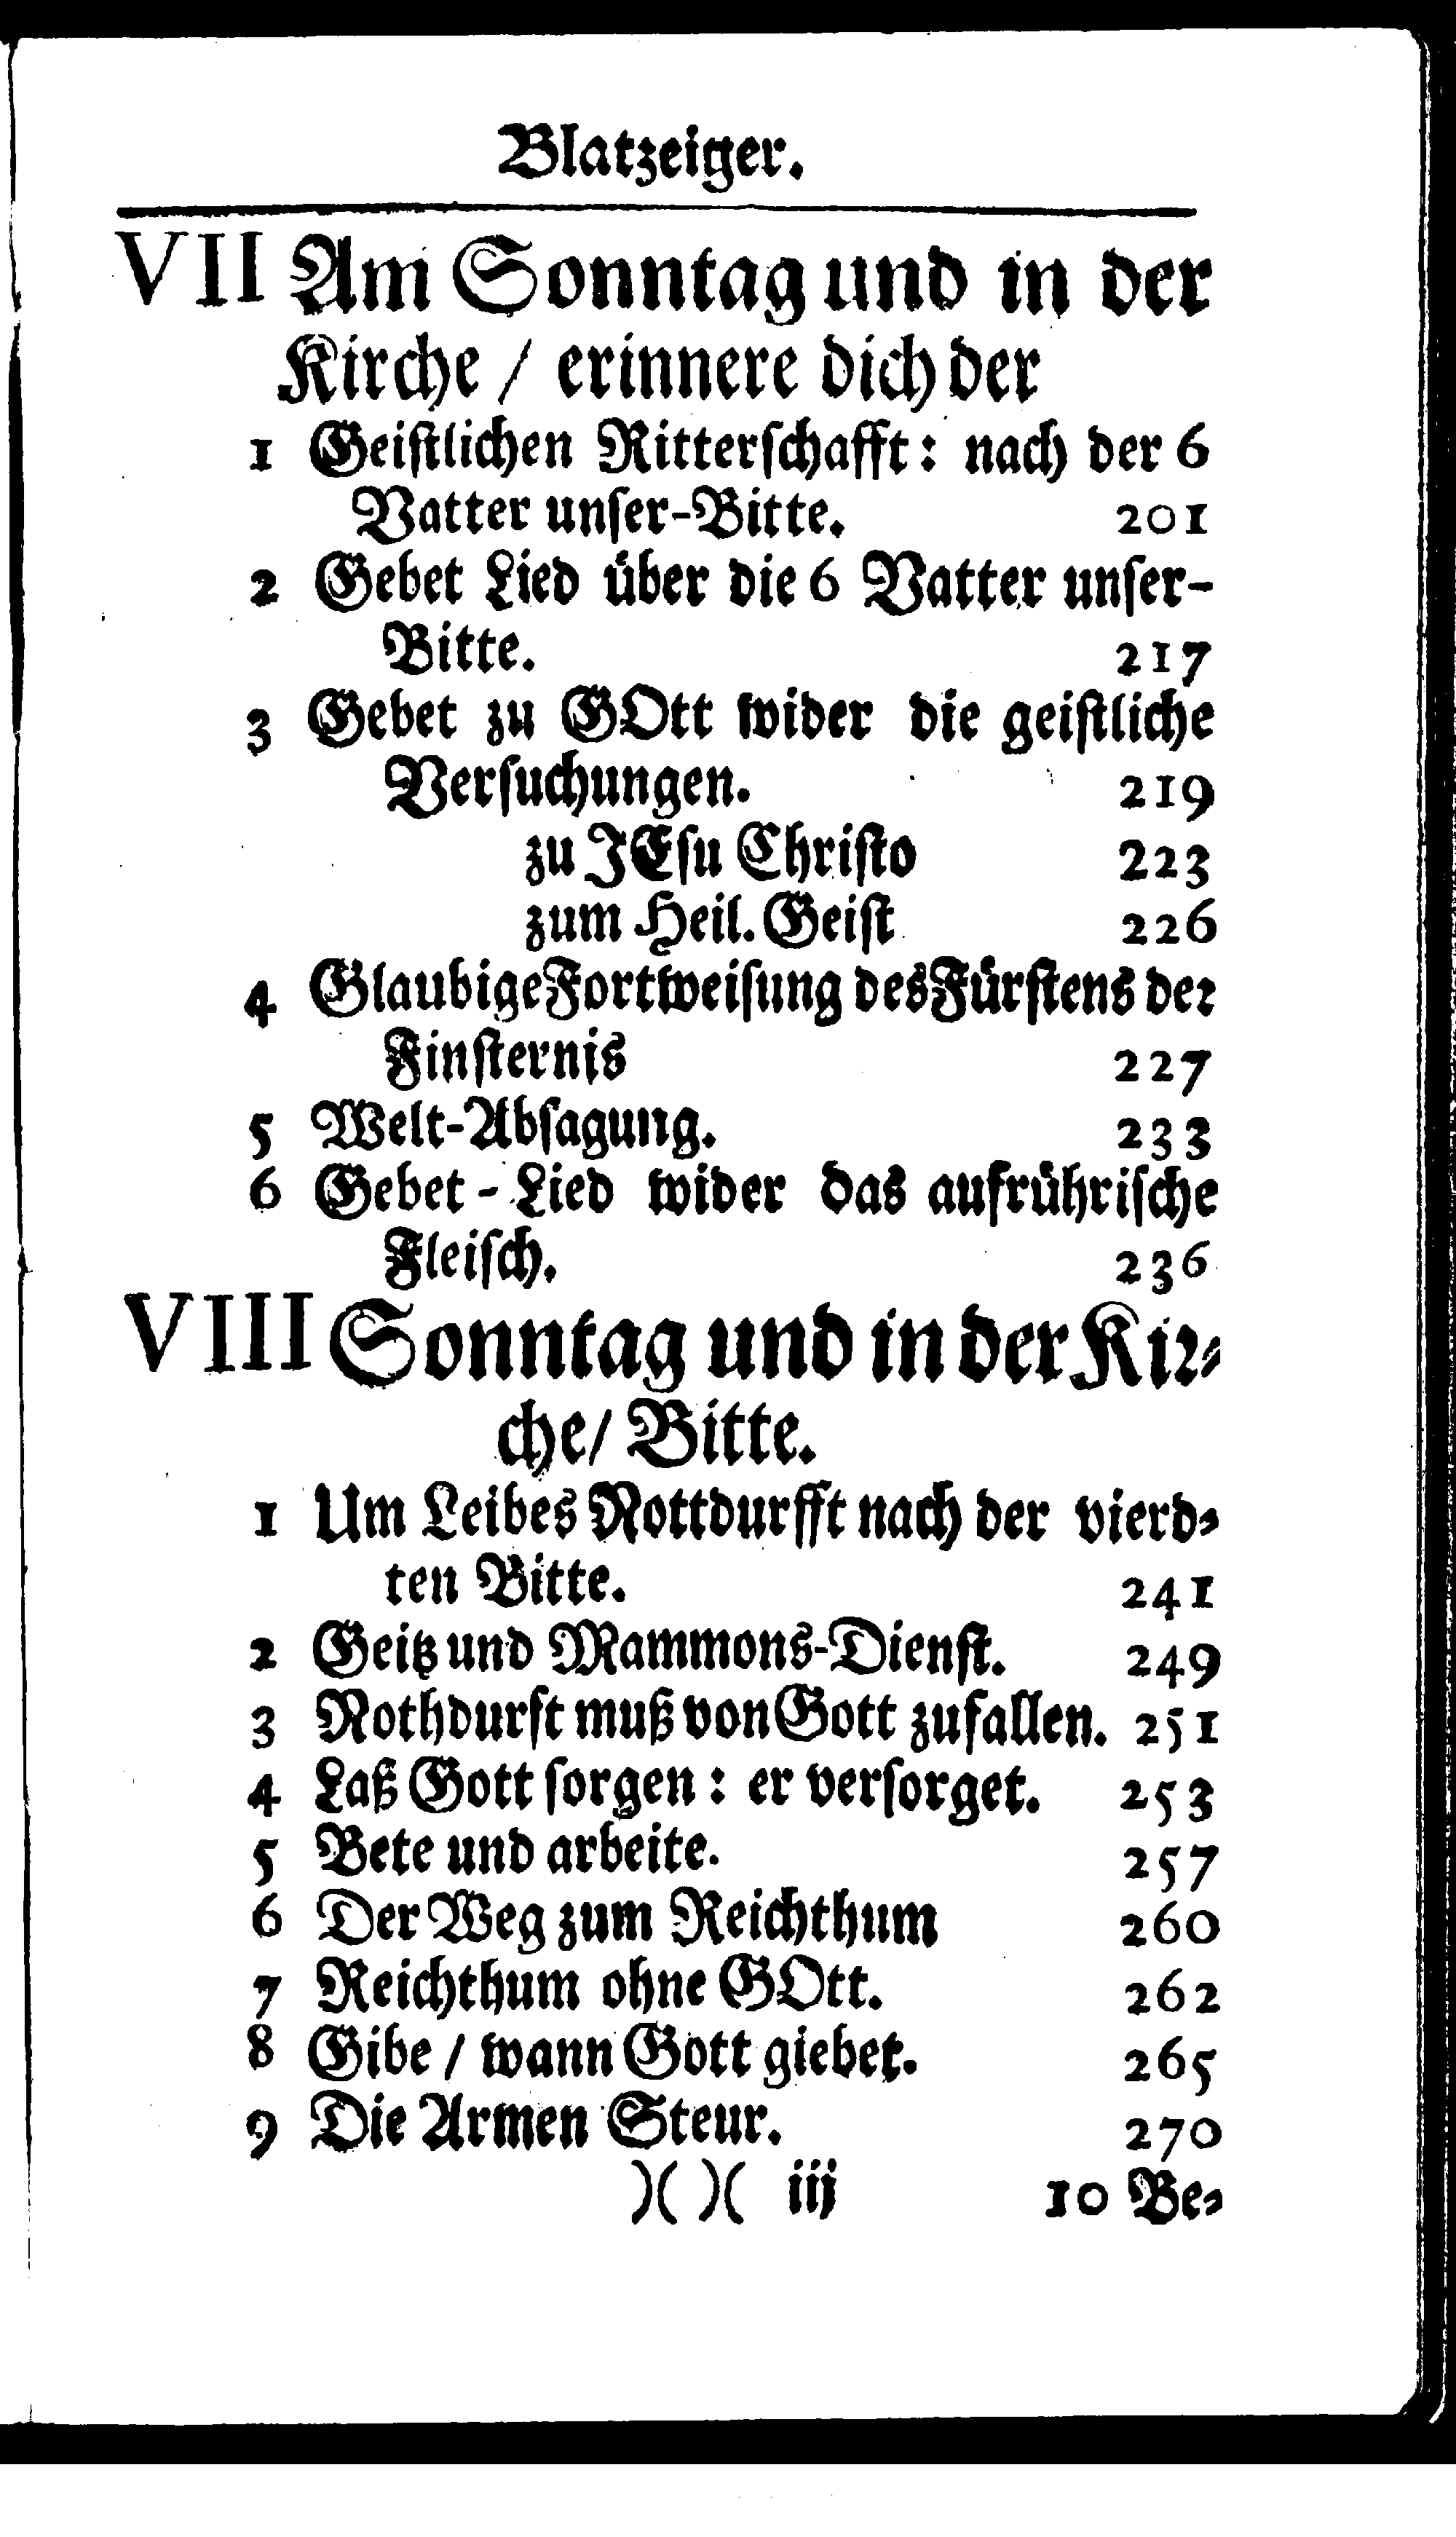 Blatzeiger.
VII Am Sonntag und in der
Kirche / erinnere dich der
1 Geiſtlichen Ritterſchafft: nach der 6
Vatter unſer-Bitte. 201
2 Gebet Lied über die 6 Vatter unſer-
Bitte. 217
3 Gebet zu GOtt wider die geiſtliche
Verſuchungen. 219
zu JEſu Chriſto 223
zum Heil. Geiſt 226
4 Glaubige Fortweiſung des Fürſtens der
Finſternis 227
5 Welt-Abſagung. 233
6 Gebet-Lied wider das aufrühriſche
Fleiſch. 236
VIII Sonntag und in der Kir-
che / Bitte.
1 Um Leibes Nottdurfft nach der vierd-
ten Bitte. 241
2 Geitz und Mammons-Dienſt. 249
3 Nothdurft muß von Gott zufallen. 251
4 Laß Gott ſorgen: er verſorget. 253
5 Bete und arbeite. 257
6 Der Weg zum Reichthum 260
7 Reichthum ohne GOtt. 262
8 Gibe / wann Gott giebet. 265
9 Die Armen Steur. 270
)( )( iij 10 Be-